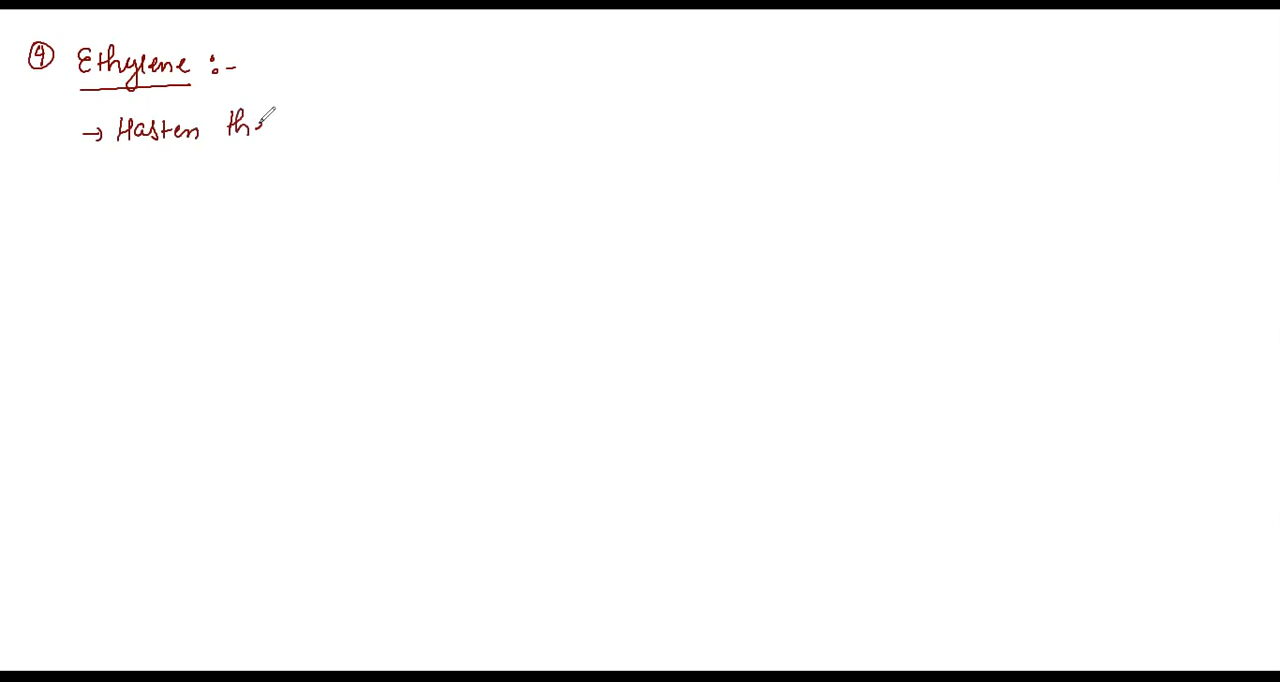 ④ Ethylene :-
→ Hasten th